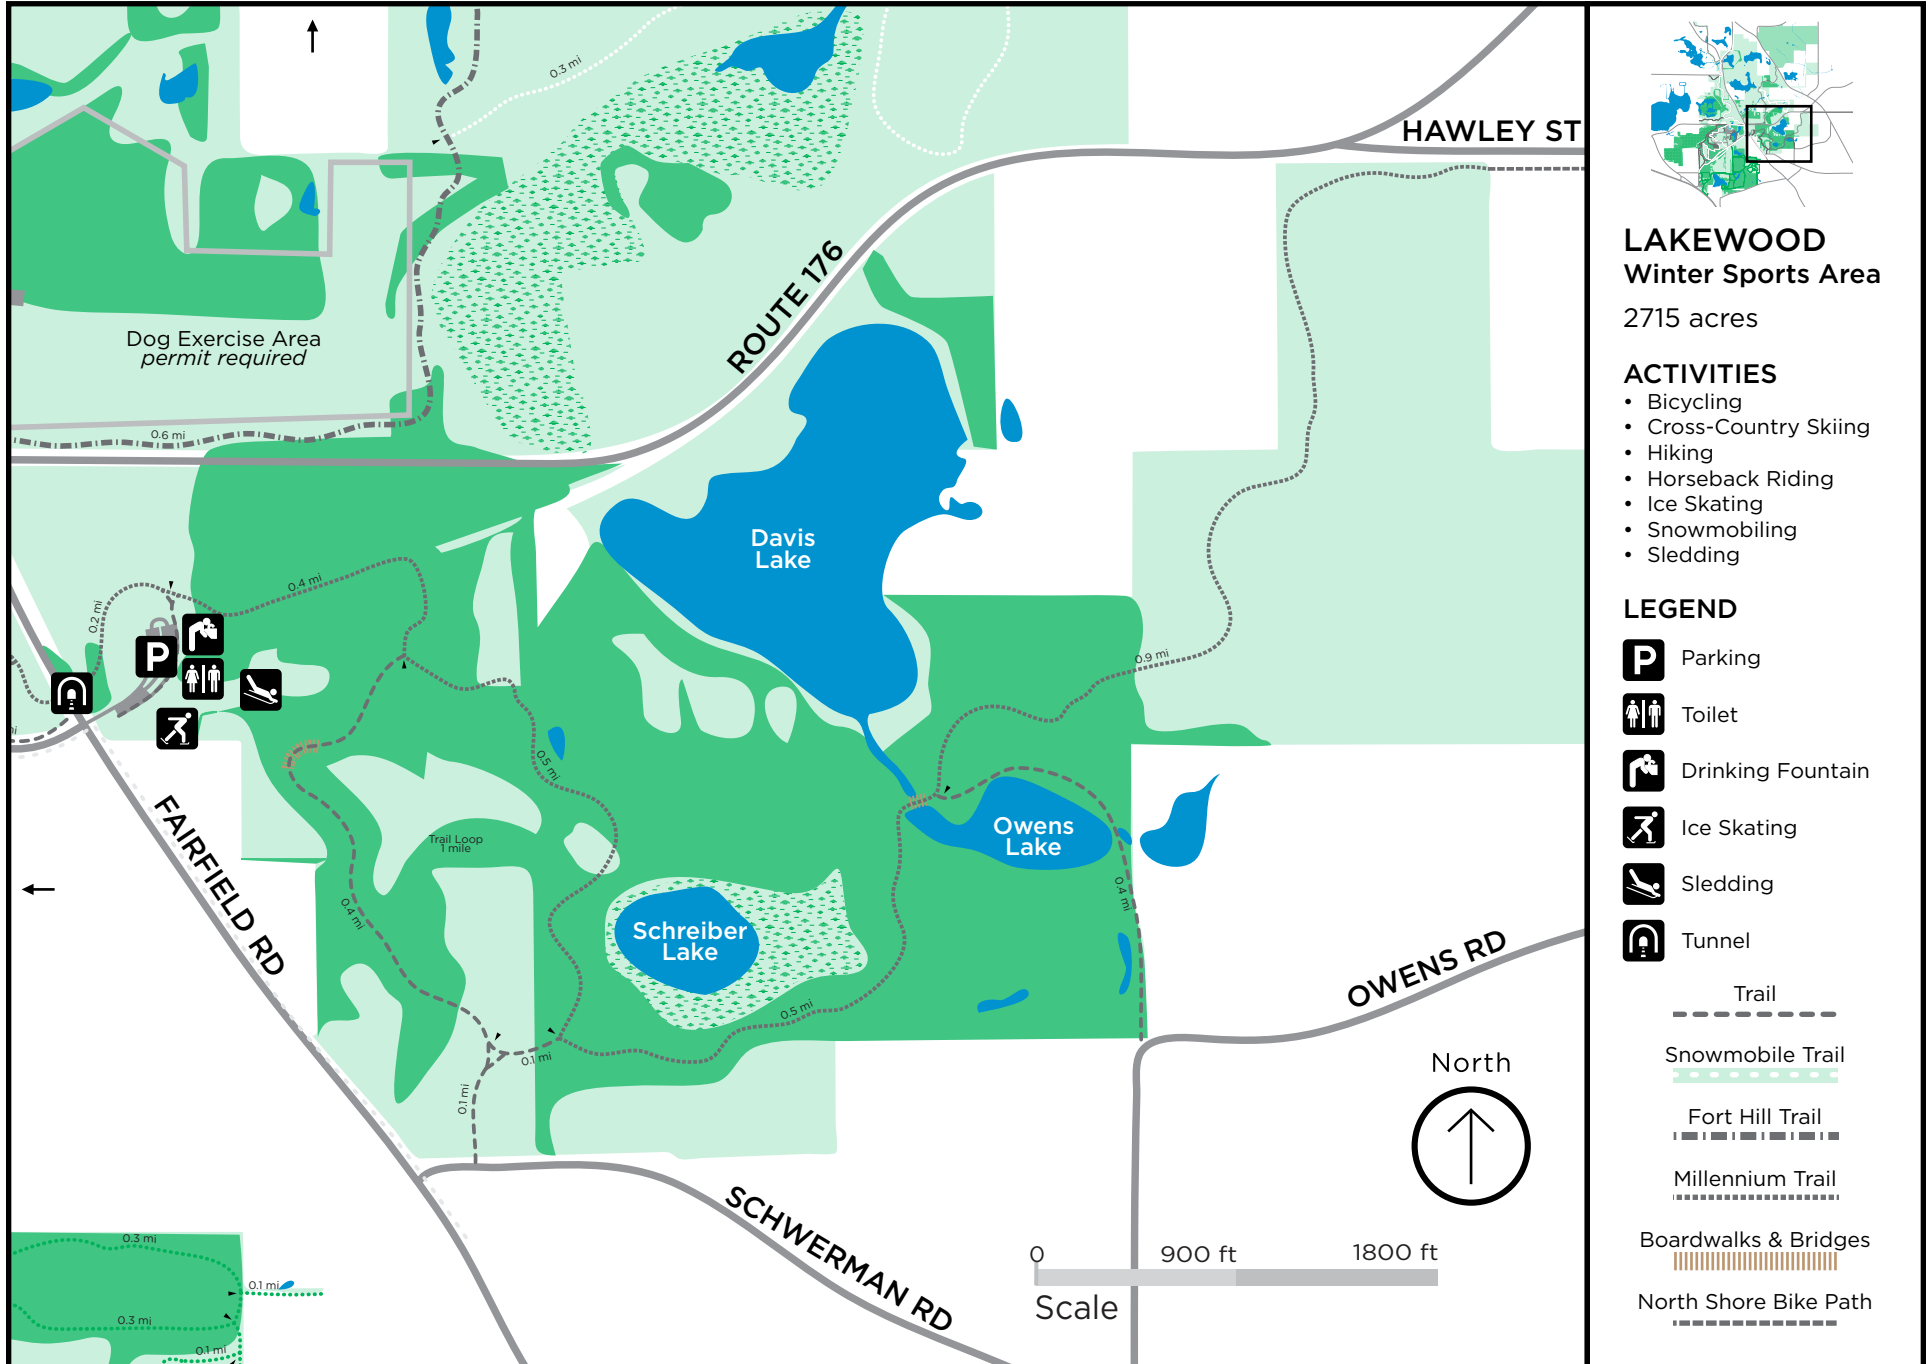 0.3 mi
HAWLEY ST
ROUTE 176
Dog Exercise Area
permit required
0.6 mi
Davis
Lake
0.4 mi
0.2 mi
P
0.9 mi
0.5 mi
Trail Loop
1 mile
Owens
Lake
0.4 mi
0.4 mi
FAIRFIELD RD
Schreiber
Lake
OWENS RD
0.5 mi
0.1 mi
0.1 mi
North
SCHWERMAN RD
0
900 ft
1800 ft
Scale
0.3 mi
0.1 mi
0.3 mi
0.1 mi
LAKEWOOD
Winter Sports Area
2715 acres
ACTIVITIES
• Bicycling
• Cross-Country Skiing
• Hiking
• Horseback Riding
• Ice Skating
• Snowmobiling
• Sledding
LEGEND
P Parking
Toilet
Drinking Fountain
Ice Skating
Sledding
Tunnel
Trail
Snowmobile Trail
Fort Hill Trail
Millennium Trail
Boardwalks & Bridges
North Shore Bike Path